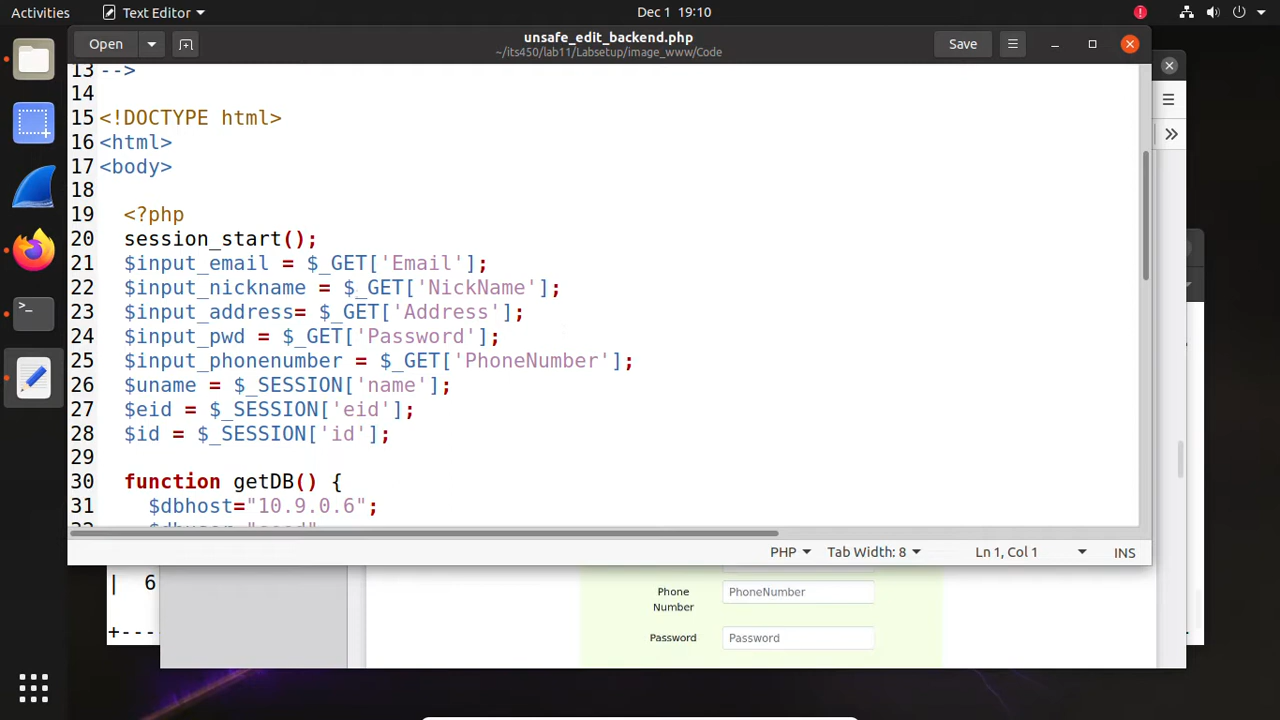 Activities
Text Editor
Dec 1 19:10
Open
unsafe_edit_backend.php
~/its450/lab11/Labsetup/image_www/Code
Save
13 -->
14
15 <!DOCTYPE html>
16 <html>
17 <body>
18
19 <?php
20 session_start();
21 $input_email = $_GET['Email'];
22 $input_nickname = $_GET['NickName'];
23 $input_address= $_GET['Address'];
24 $input_pwd = $_GET['Password'];
25 $input_phonenumber = $_GET['PhoneNumber'];
26 $uname = $_SESSION['name'];
27 $eid = $_SESSION['eid'];
28 $id = $_SESSION['id'];
29
30 function getDB() {
31 $dbhost="10.9.0.6";
PHP
Tab Width: 8
Ln 1, Col 1
INS
| 6
+----
Phone
Number
PhoneNumber
Password
Password